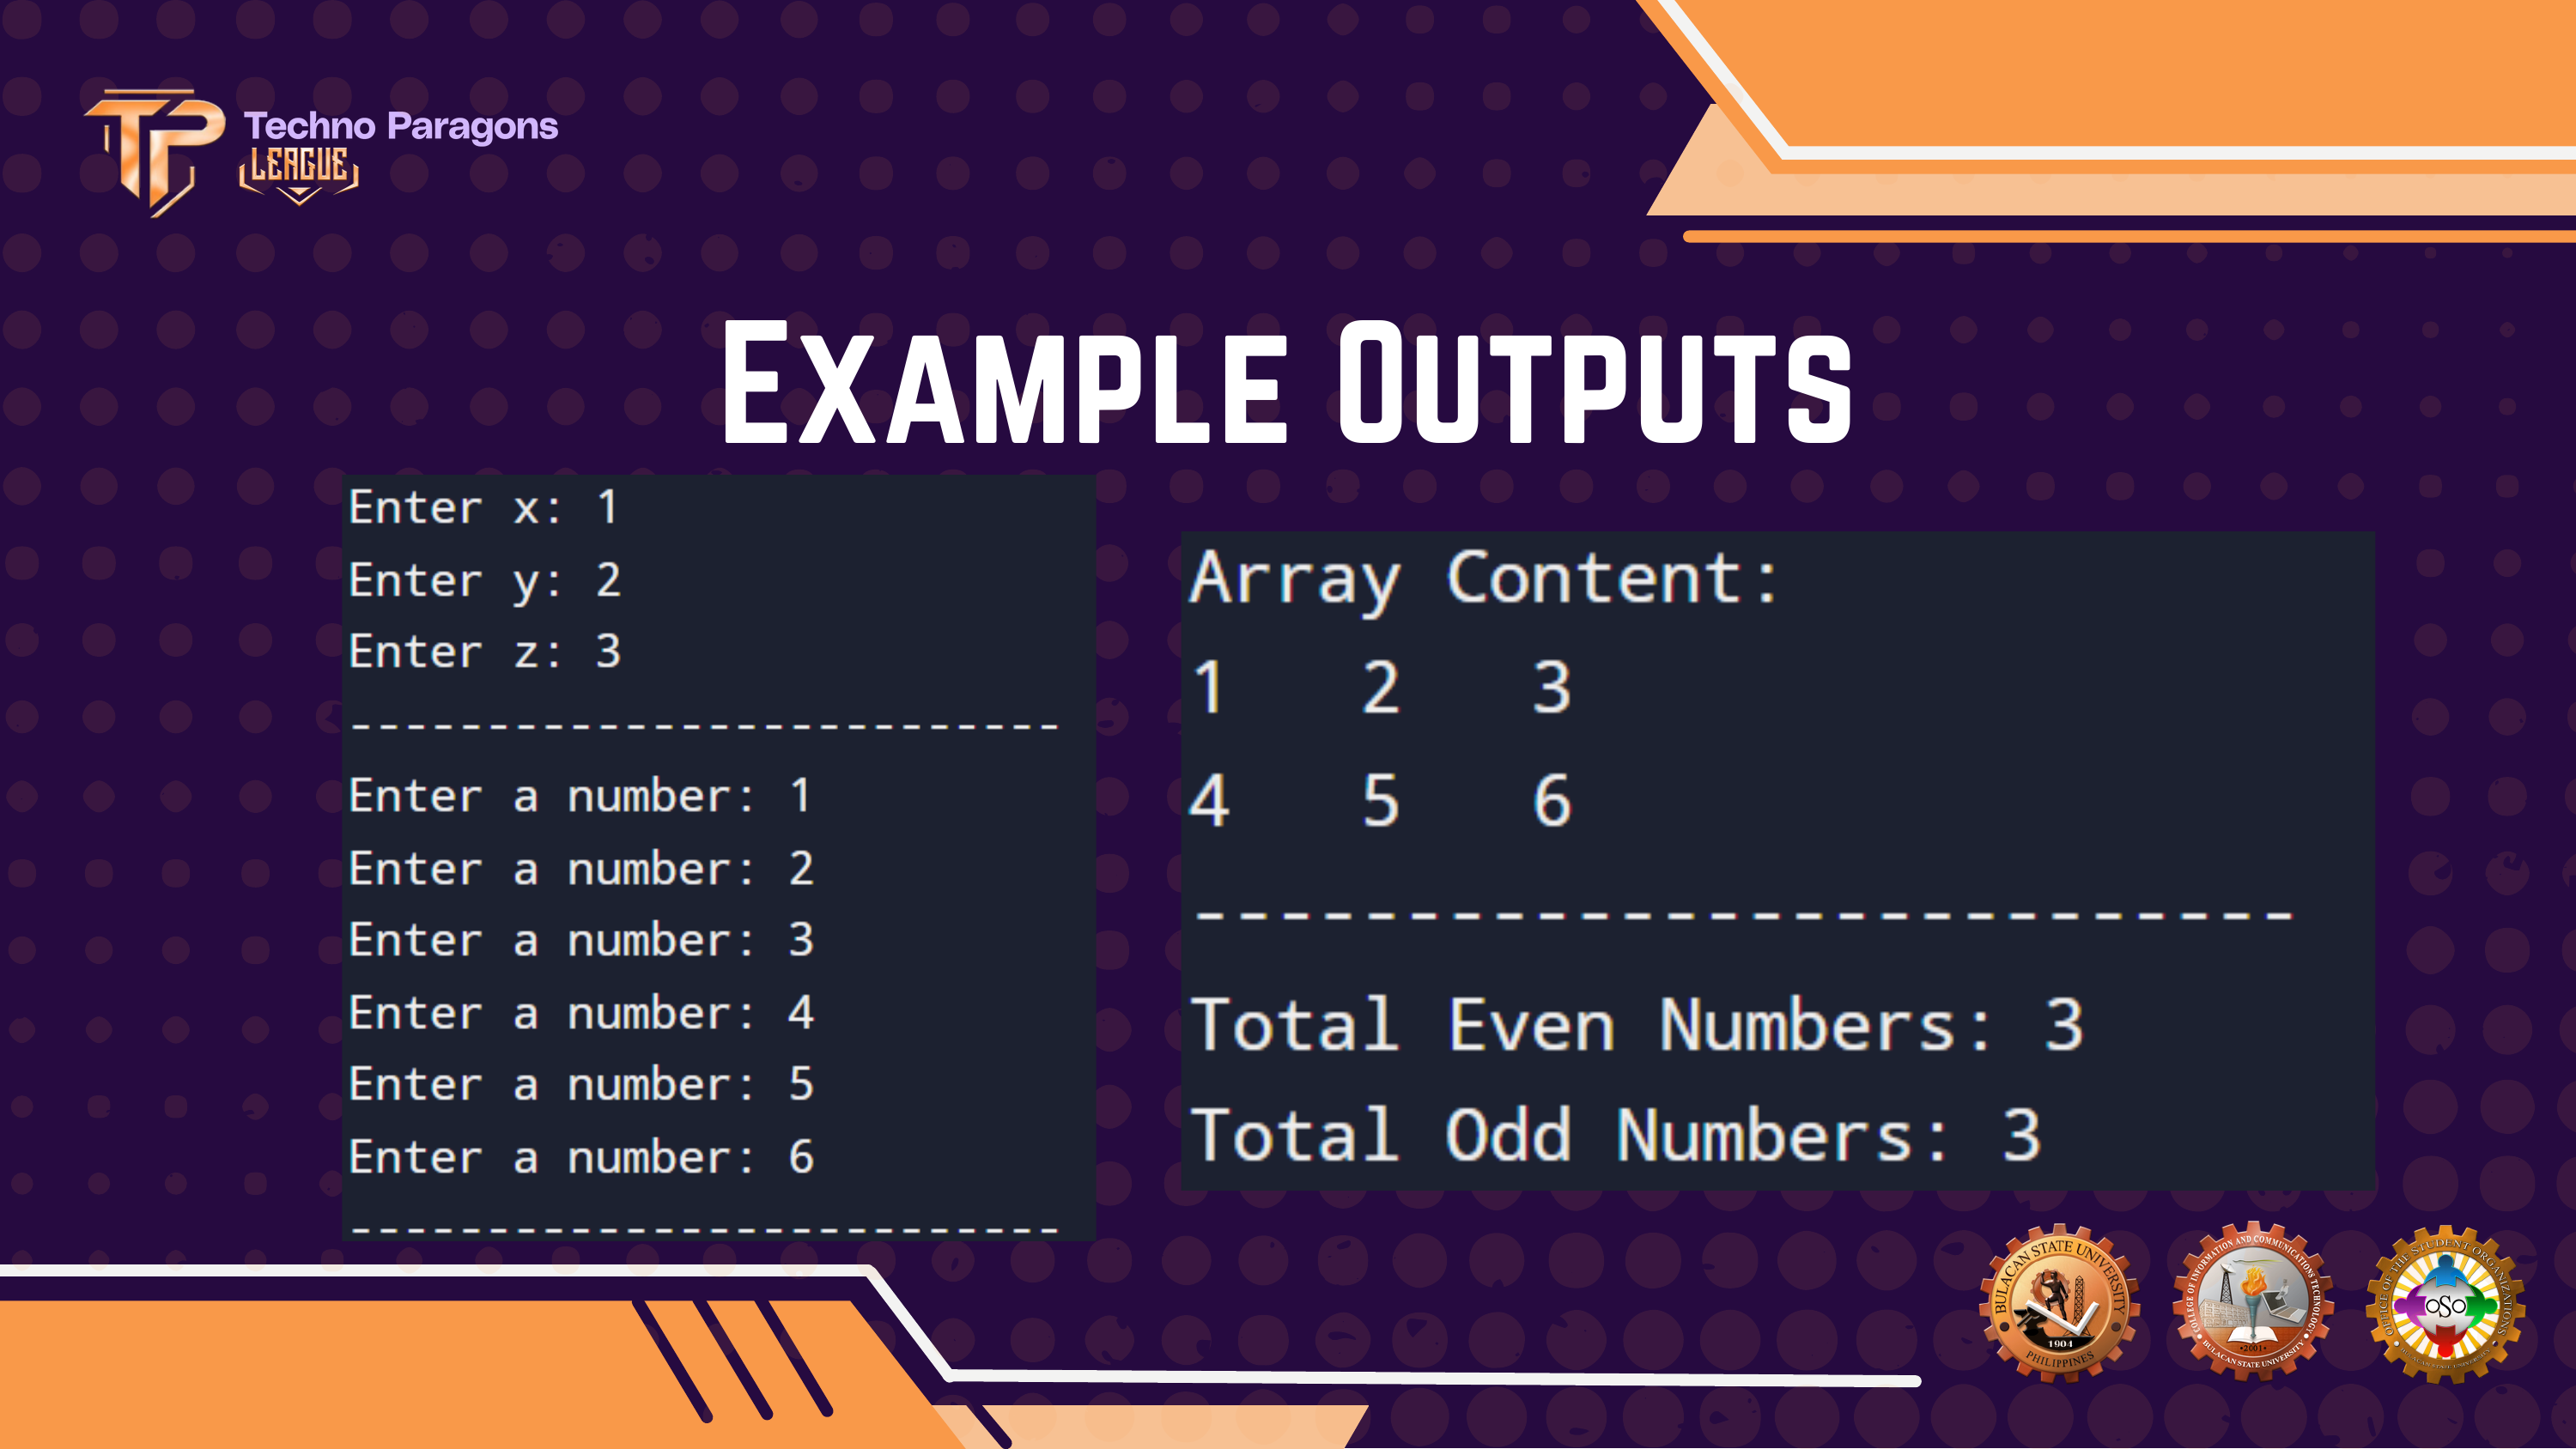 TP
Techno Paragons
LEAGUE
EXAMPLE OUTPUTS
Enter x: 1
Enter y: 2
Enter z: 3
--------------------------
Enter a number: 1
Enter a number: 2
Enter a number: 3
Enter a number: 4
Enter a number: 5
Enter a number: 6
--------------------------
Array Content:
1 2 3
4 5 6
--------------------------
Total Even Numbers: 3
Total Odd Numbers: 3
BULACAN STATE UNIVERSITY
1904
PHILIPPINES
COLLEGE OF INFORMATION AND COMMUNICATIONS TECHNOLOGY
•2001•
BULACAN STATE UNIVERSITY
OFFICE OF THE STUDENT ORGANIZATIONS
OSO
BULACAN STATE UNIVERSITY